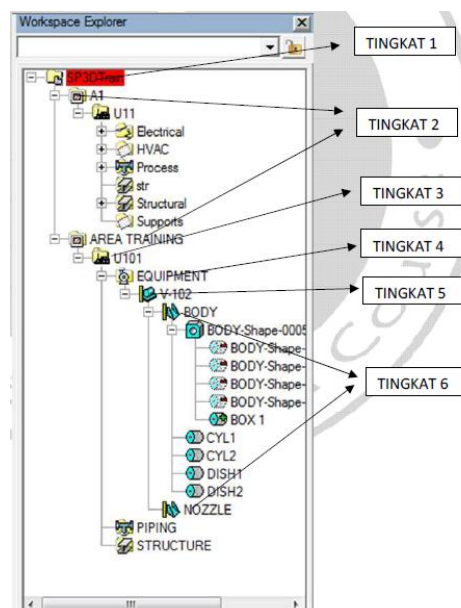 Workspace Explorer
TINGKAT 1
SP3DTrain
A1
U11
TINGKAT 2
Electrical
HVAC
Process
str
Structural
TINGKAT 3
Supports
AREA TRAINING
TINGKAT 4
U101
EQUIPMENT
V-102
TINGKAT 5
BODY
BODY-Shape-0005
BODY-Shape-
BODY-Shape-
BODY-Shape-
TINGKAT 6
BODY-Shape-
BOX 1
CYL1
CYL2
DISH1
DISH2
NOZZLE
PIPING
STRUCTURE